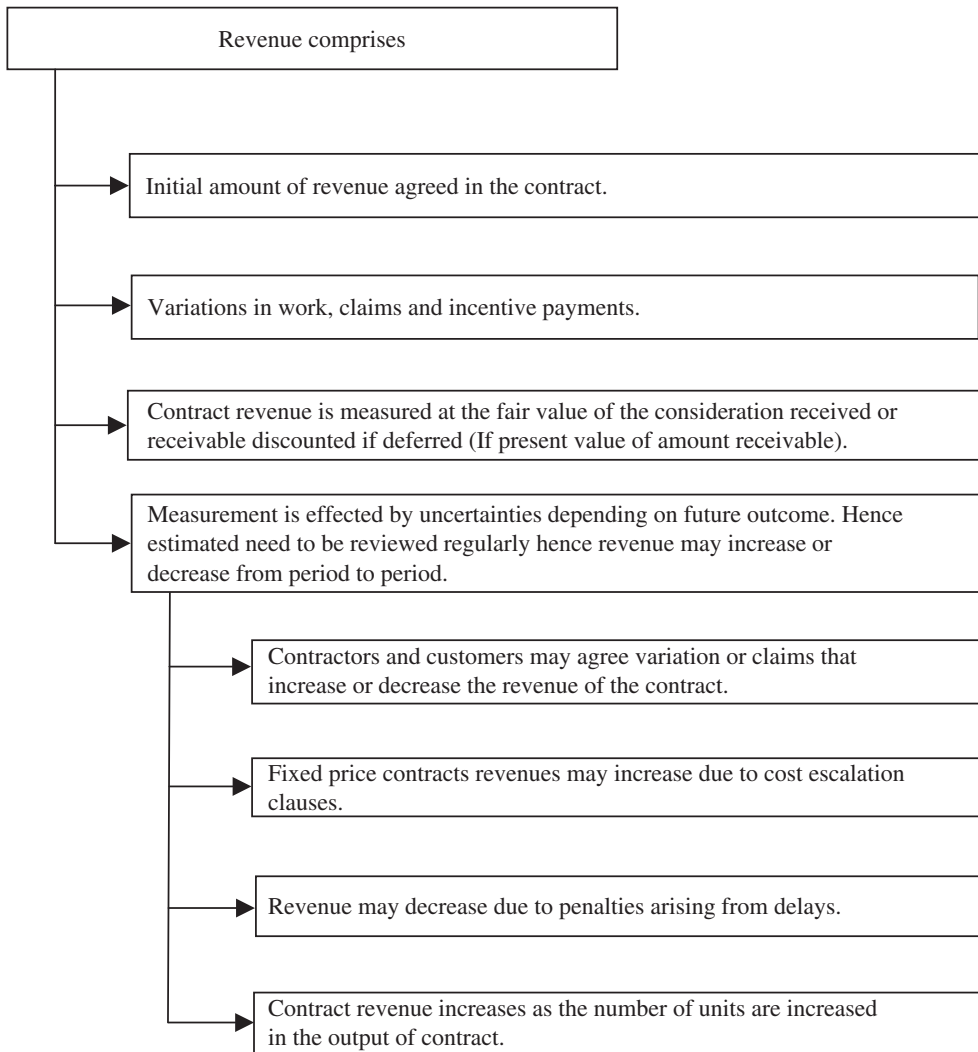 Revenue comprises
Initial amount of revenue agreed in the contract.
Variations in work, claims and incentive payments.
Contract revenue is measured at the fair value of the consideration received or
receivable discounted if deferred (If present value of amount receivable).
Measurement is effected by uncertainties depending on future outcome. Hence
estimated need to be reviewed regularly hence revenue may increase or
decrease from period to period.
Contractors and customers may agree variation or claims that
increase or decrease the revenue of the contract.
Fixed price contracts revenues may increase due to cost escalation
clauses.
Revenue may decrease due to penalties arising from delays.
Contract revenue increases as the number of units are increased
in the output of contract.